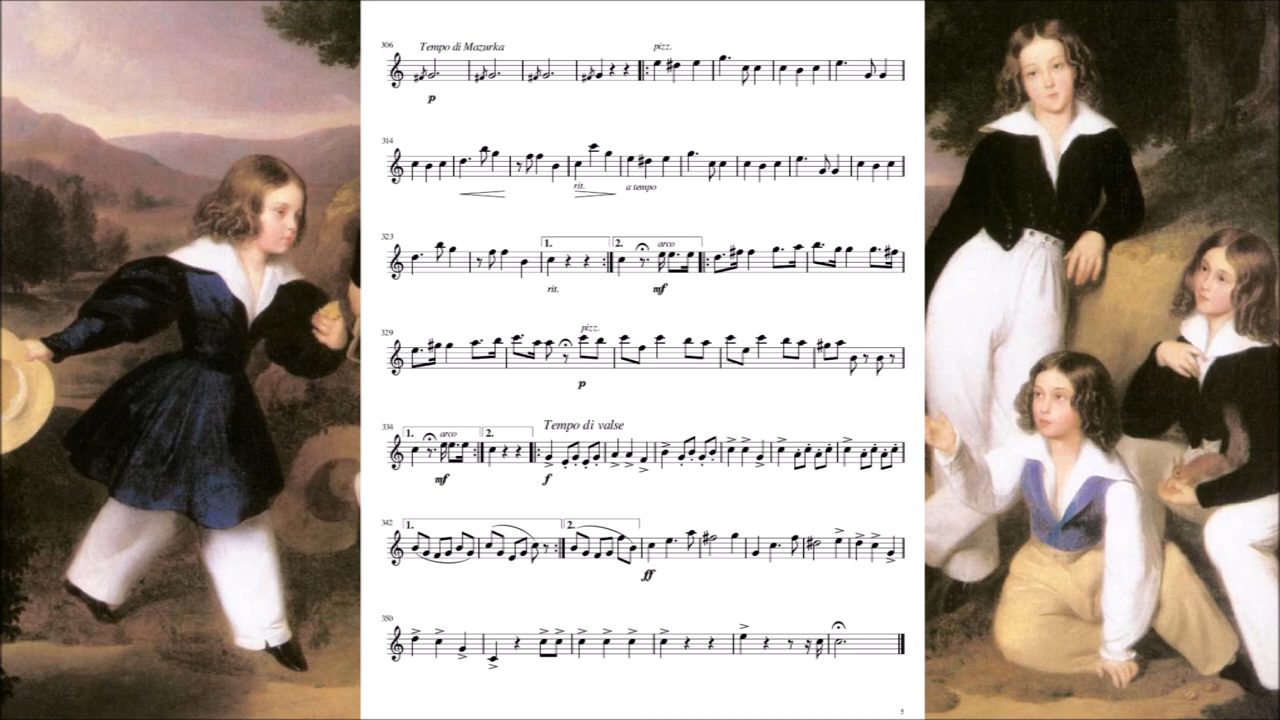 306 Tempo di Mazurka pizz.
p
314
rit. a tempo
323 1. 2. arco
rit. mf
329 pizz.
p
334 1. arco 2. Tempo di valse
mf f
342 1. 2.
ff
350
5